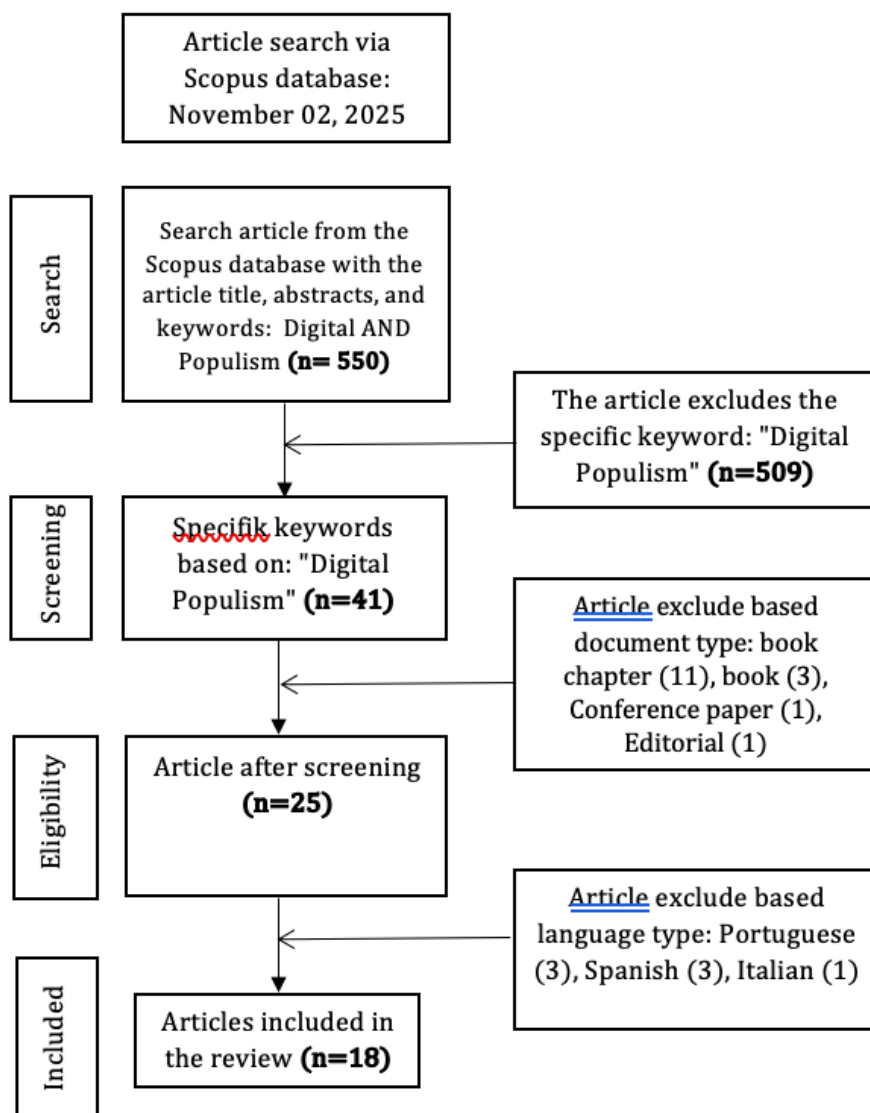 Article search via
Scopus database:
November 02, 2025
Search
Search article from the
Scopus database with the
article title, abstracts, and
keywords: Digital AND
Populism (n= 550)
The article excludes the
specific keyword: "Digital
Populism" (n=509)
Screening
Specifik keywords
based on: "Digital
Populism" (n=41)
Article exclude based
document type: book
chapter (11), book (3),
Conference paper (1),
Editorial (1)
Eligibility
Article after screening
(n=25)
Article exclude based
language type: Portuguese
(3), Spanish (3), Italian (1)
Included
Articles included in
the review (n=18)